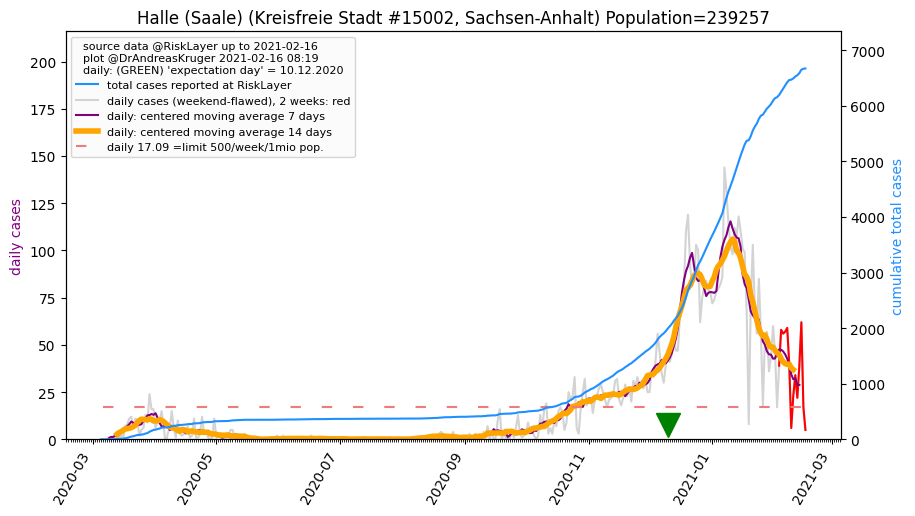 Halle (Saale) (Kreisfreie Stadt #15002, Sachsen-Anhalt) Population=239257
source data @RiskLayer up to 2021-02-16
plot @DrAndreasKruger 2021-02-16 08:19
daily: (GREEN) 'expectation day' = 10.12.2020
total cases reported at RiskLayer
daily cases (weekend-flawed), 2 weeks: red
daily: centered moving average 7 days
daily: centered moving average 14 days
daily 17.09 =limit 500/week/1mio pop.
daily cases
200
175
150
125
100
75
50
25
0
cumulative total cases
7000
6000
5000
4000
3000
2000
1000
0
2020-03
2020-05
2020-07
2020-09
2020-11
2021-01
2021-03